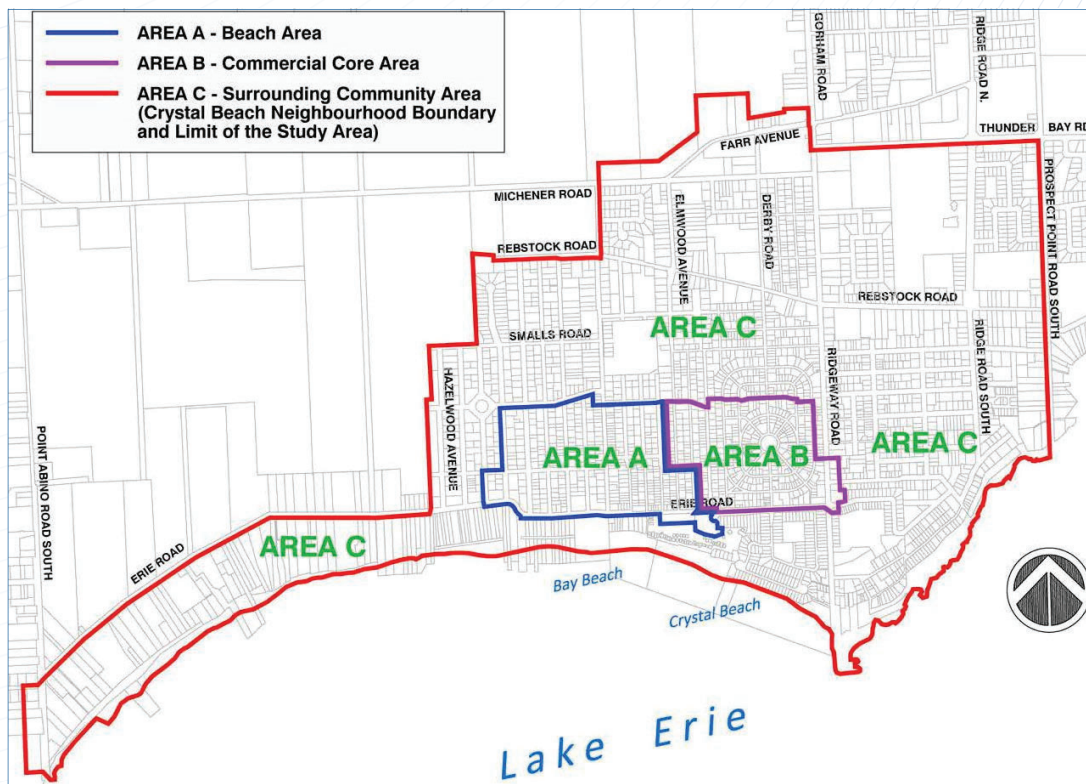 AREA A - Beach Area
AREA B - Commercial Core Area
AREA C - Surrounding Community Area
(Crystal Beach Neighbourhood Boundary
and Limit of the Study Area)
GORHAM ROAD
RIDGE ROAD N.
THUNDER BAY RD
FARR AVENUE
MICHENER ROAD
PROSPECT POINT ROAD SOUTH
ELMWOOD AVENUE
DERBY ROAD
REBSTOCK ROAD
REBSTOCK ROAD
SMALLS ROAD
AREA C
RIDGEWAY ROAD
RIDGE ROAD SOUTH
HAZELWOOD AVENUE
POINT ABINO ROAD SOUTH
AREA A
AREA B
AREA C
ERIE ROAD
ERIE ROAD
AREA C
Bay Beach
Crystal Beach
Lake Erie